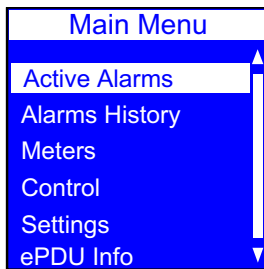 Main Menu
Active Alarms
Alarms History
Meters
Control
Settings
ePDU Info